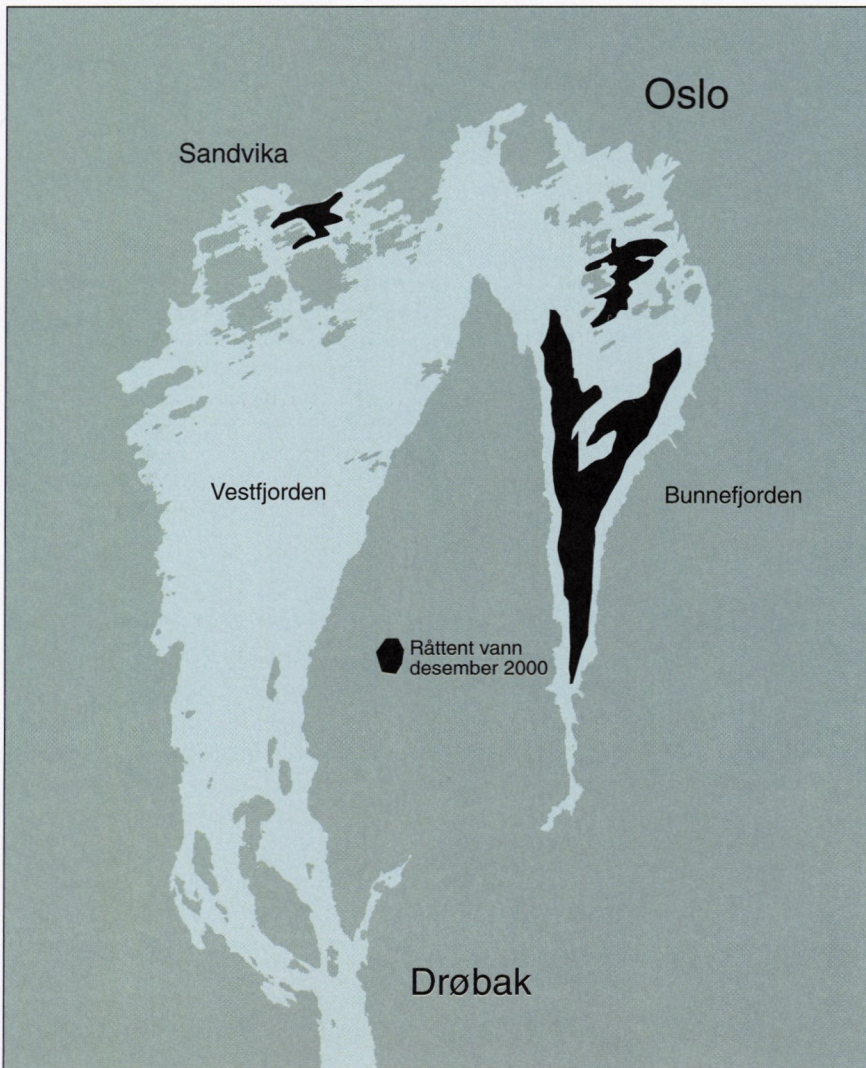 Oslo
Sandvika
Vestfjorden
Bunnefjorden
Råttent vann
desember 2000
Drøbak